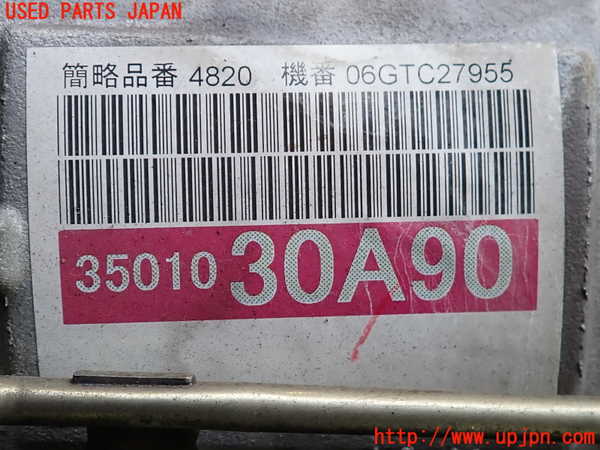 USED PARTS JAPAN
簡略品番 4820 機番 06GTC27955
35010 30A90
http://www.upjpn.com